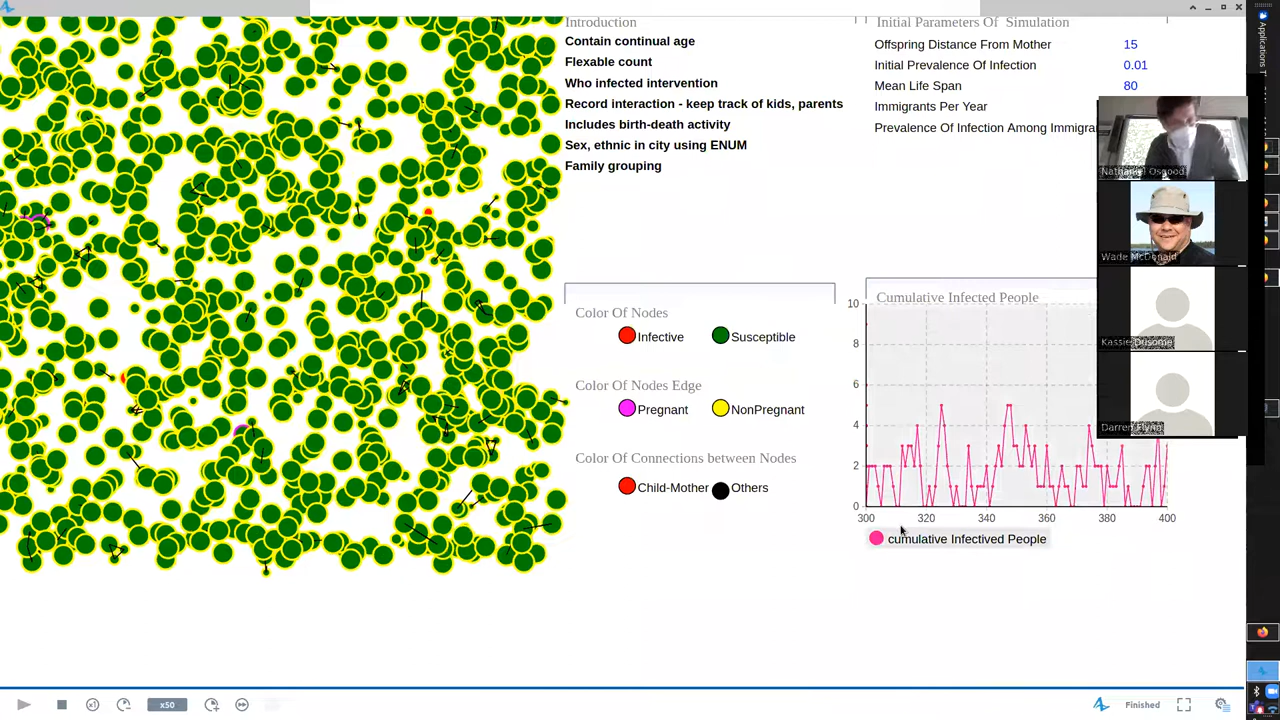 Introduction
Contain continual age
Flexable count
Who infected intervention
Record interaction - keep track of kids, parents
Includes birth-death activity
Sex, ethnic in city using ENUM
Family grouping
Initial Parameters Of Simulation
Offspring Distance From Mother 15
Initial Prevalence Of Infection 0.01
Mean Life Span 80
Immigrants Per Year
Prevalence Of Infection Among Immigra
Color Of Nodes
Infective Susceptible
Color Of Nodes Edge
Pregnant NonPregnant
Color Of Connections between Nodes
Child-Mother Others
Cumulative Infected People
10
8
6
4
2
0
300 320 340 360 380 400
cumulative Infectived People
Nathaniel Osgood
Wade McDonald
Kassie
Darren Flynn
Applications
x1
x50
Finished